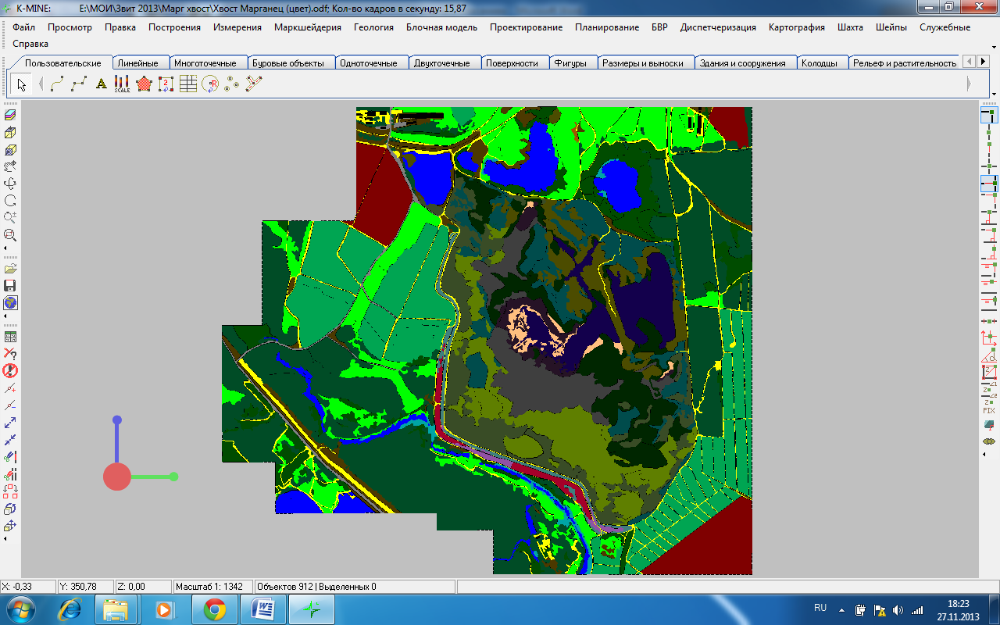 K-MINE: E:\МОИ\Звит 2013\Марг хвост\Хвост Марганец (цвет).odf; Кол-во кадров в секунду: 15,87
Файл Просмотр Правка Построения Измерения Маркшейдерия Геология Блочная модель Проектирование Планирование БВР Диспетчеризация Картография Шахта Шейпы Служебные
Справка
Пользовательские Линейные Многоточечные Буровые объекты Одноточечные Двухточечные Поверхности Фигуры Размеры и выноски Здания и сооружения Колодцы Рельеф и растительность
A SCALE 2 R
Z1
Z2
Z
FIX
X: -0,33 Y: 350,78 Z: 0,00 Масштаб 1: 1342 Объектов 912 | Выделенных 0
RU 18:23
27.11.2013